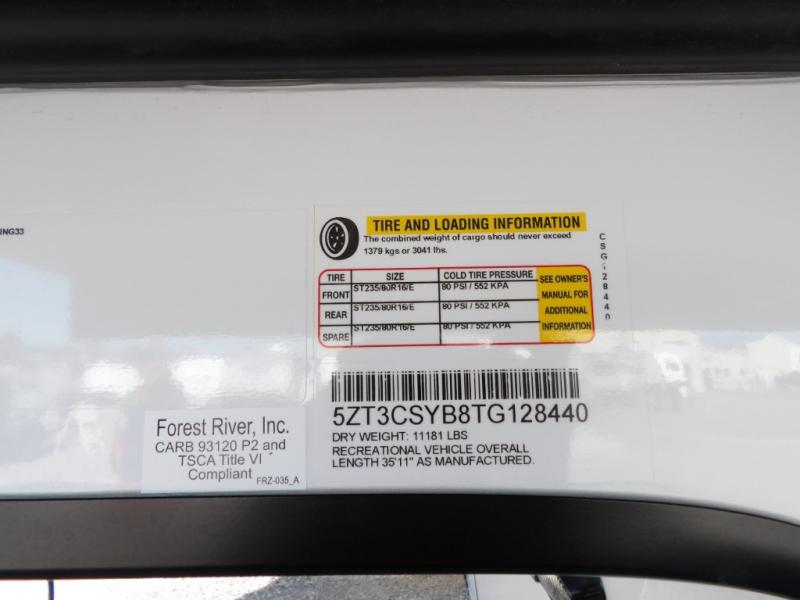 ING33
TIRE AND LOADING INFORMATION
The combined weight of cargo should never exceed
1379 kgs or 3041 lbs.
CSG128440
TIRE SIZE COLD TIRE PRESSURE SEE OWNER'S MANUAL FOR ADDITIONAL INFORMATION
FRONT ST235/80R16/E 80 PSI / 552 KPA
REAR ST235/80R16/E 80 PSI / 552 KPA
SPARE ST235/80R16/E 80 PSI / 552 KPA
5ZT3CSYB8TG128440
DRY WEIGHT: 11181 LBS
RECREATIONAL VEHICLE OVERALL
LENGTH 35'11" AS MANUFACTURED.
Forest River, Inc.
CARB 93120 P2 and
TSCA Title VI
Compliant
FRZ-035_A